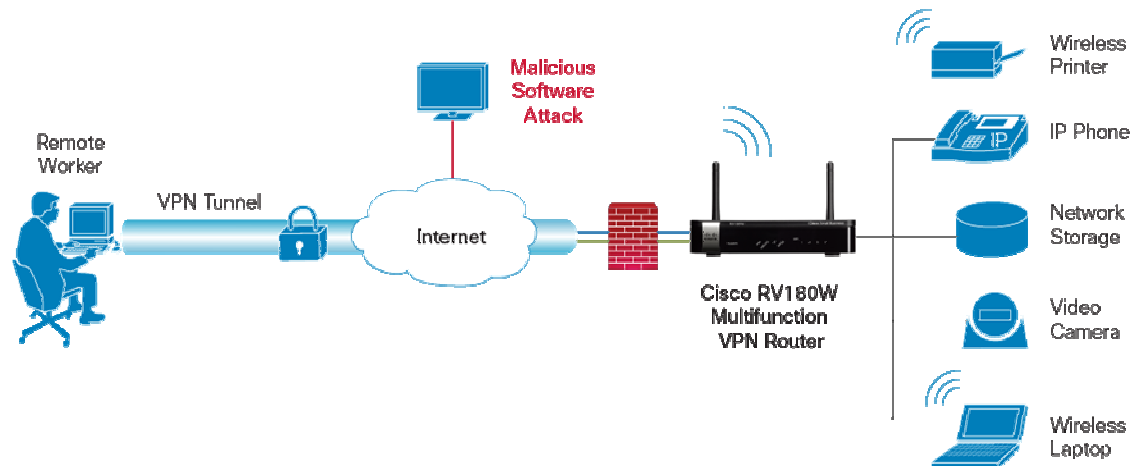 Remote
Worker
VPN Tunnel
Malicious
Software
Attack
Internet
Cisco RV180W
Multifunction
VPN Router
Wireless
Printer
IP Phone
IP
Network
Storage
Video
Camera
Wireless
Laptop